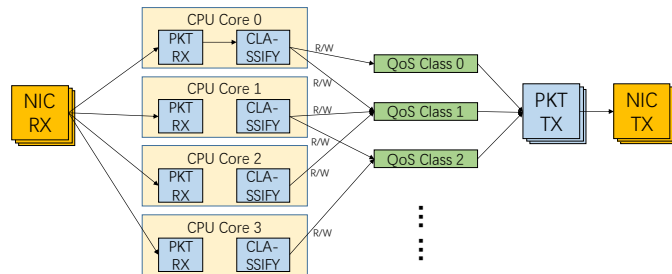 CPU Core 0
PKT
RX
CLA-
SSIFY
R/W
R/W
CPU Core 1
PKT
RX
CLA-
SSIFY
R/W
R/W
CPU Core 2
PKT
RX
CLA-
SSIFY
R/W
CPU Core 3
PKT
RX
CLA-
SSIFY
R/W
NIC
RX
QoS Class 0
QoS Class 1
QoS Class 2
PKT
TX
NIC
TX